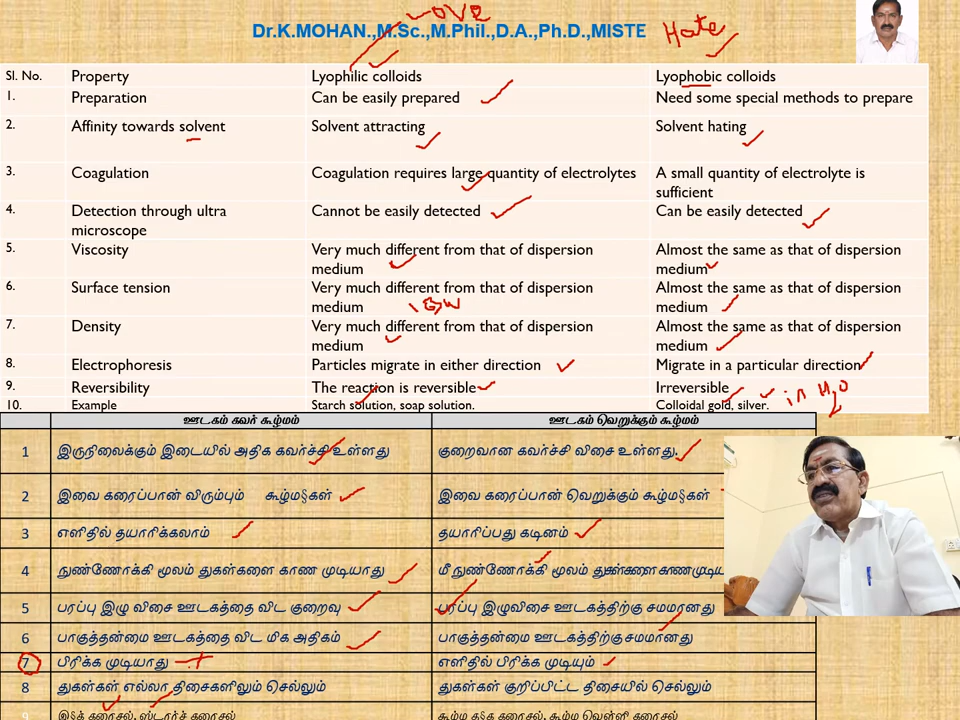 Love
Dr.K.MOHAN.,M.Sc.,M.Phil.,D.A.,Ph.D.,MISTE
Hate
Sl. No. Property Lyophilic colloids Lyophobic colloids
1. Preparation Can be easily prepared Need some special methods to prepare
2. Affinity towards solvent Solvent attracting Solvent hating
3. Coagulation Coagulation requires large quantity of electrolytes A small quantity of electrolyte is
sufficient
4. Detection through ultra Cannot be easily detected Can be easily detected
microscope
5. Viscosity Very much different from that of dispersion Almost the same as that of dispersion
medium medium
6. Surface tension Very much different from that of dispersion Almost the same as that of dispersion
medium low medium
7. Density Very much different from that of dispersion Almost the same as that of dispersion
medium medium
8. Electrophoresis Particles migrate in either direction Migrate in a particular direction
9. Reversibility The reaction is reversible Irreversible
10. Example Starch solution, soap solution. Colloidal gold, silver. in H2O
ஊடகம் கவர் கூழ்மம் ஊடகம் வெறுக்கும் கூழ்மம்
1 இருநிலைக்கும் இடையில் அதிக கவர்ச்சி உள்ளது குறைவான கவர்ச்சி விசை உள்ளது.
2 இவை கரைப்பான் விரும்பும் கூழ்ம§கள் இவை கரைப்பான் வெறுக்கும் கூழ்ம§கள்
3 எளிதில் தயாரிக்கலாம் தயாரிப்பது கடினம்
4 நுண்ணோக்கி மூலம் துகள்களை காண முடியாது மீ நுண்ணோக்கி மூலம் துகள்களை காணமுடிய
5 பரப்பு இழு விசை ஊடகத்தை விட குறைவு பரப்பு இழுவிசை ஊடகத்திற்கு சமமானது
6 பாகுத்தன்மை ஊடகத்தை விட மிக அதிகம் பாகுத்தன்மை ஊடகத்திற்கு சமமானது
7 பிரிக்க முடியாது எளிதில் பிரிக்க முடியும்
8 துகள்கள் எல்லா திசைகளிலும் செல்லும் துகள்கள் குறிப்பிட்ட திசையில் செல்லும்